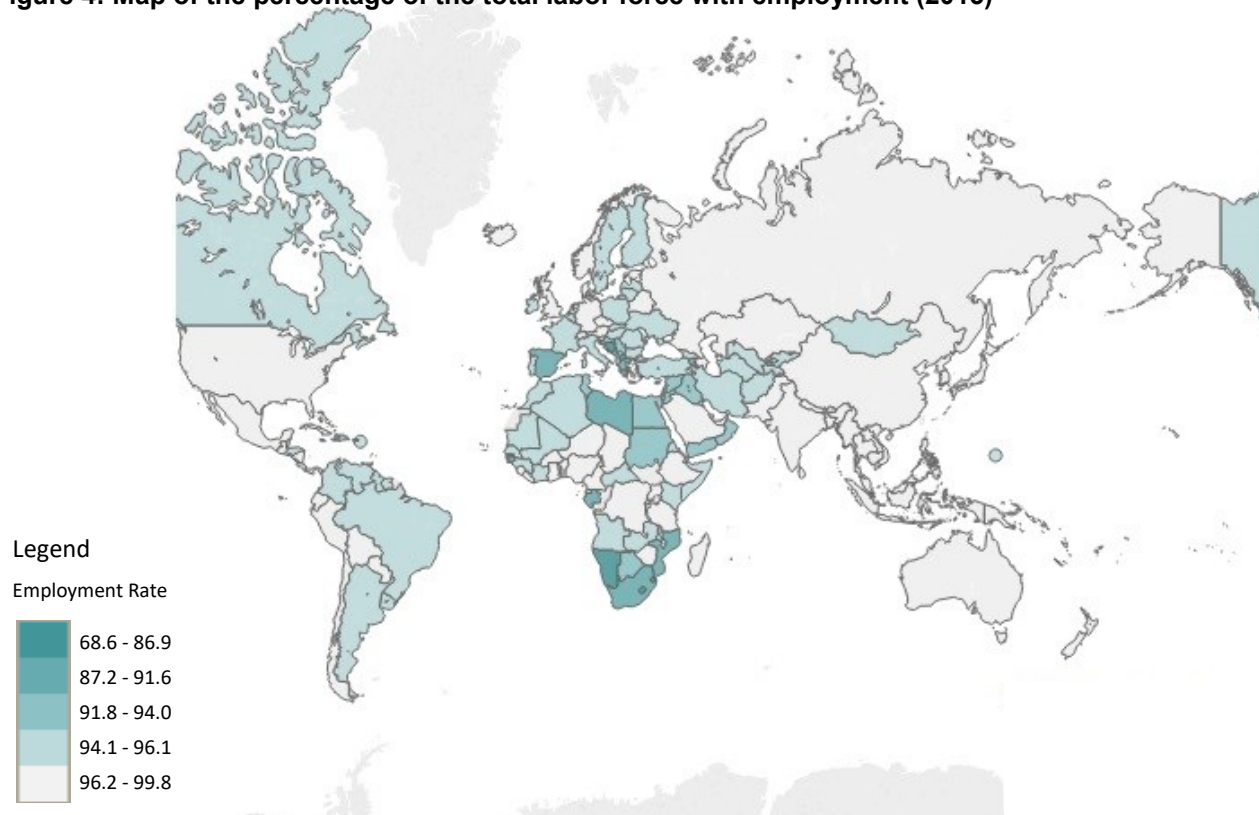 igure 4. Map of the percentage of the total labor force with employment
Legend
Employment Rate
68.6 - 86.9
87.2 - 91.6
91.8 - 94.0
94.1 - 96.1
96.2 - 99.8